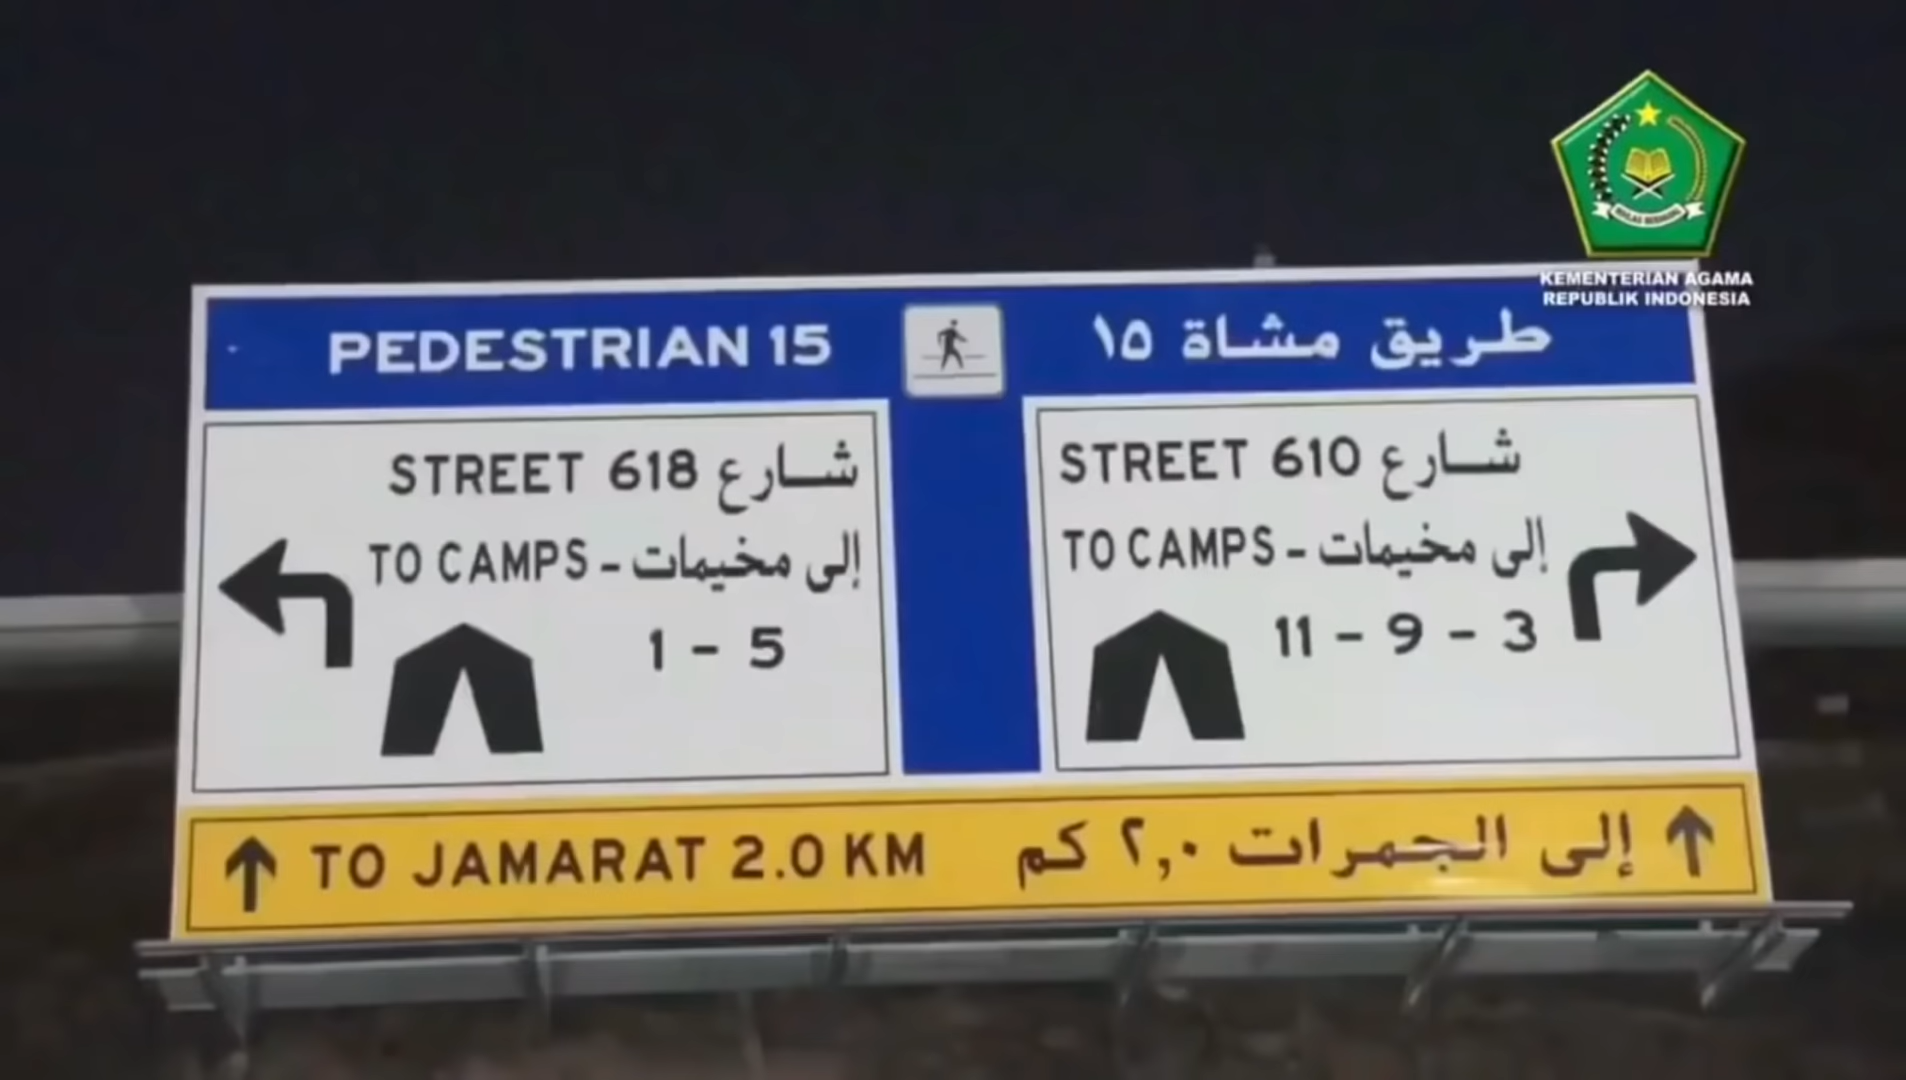 KEMENTERIAN AGAMA
REPUBLIK INDONESIA
PEDESTRIAN 15
طريق مشاة ١٥
STREET 618 شارع
TO CAMPS - إلى مخيمات
1 - 5
STREET 610 شارع
TO CAMPS - إلى مخيمات
11 - 9 - 3
TO JAMARAT 2.0 KM
إلى الجمرات ٢,٠ كم